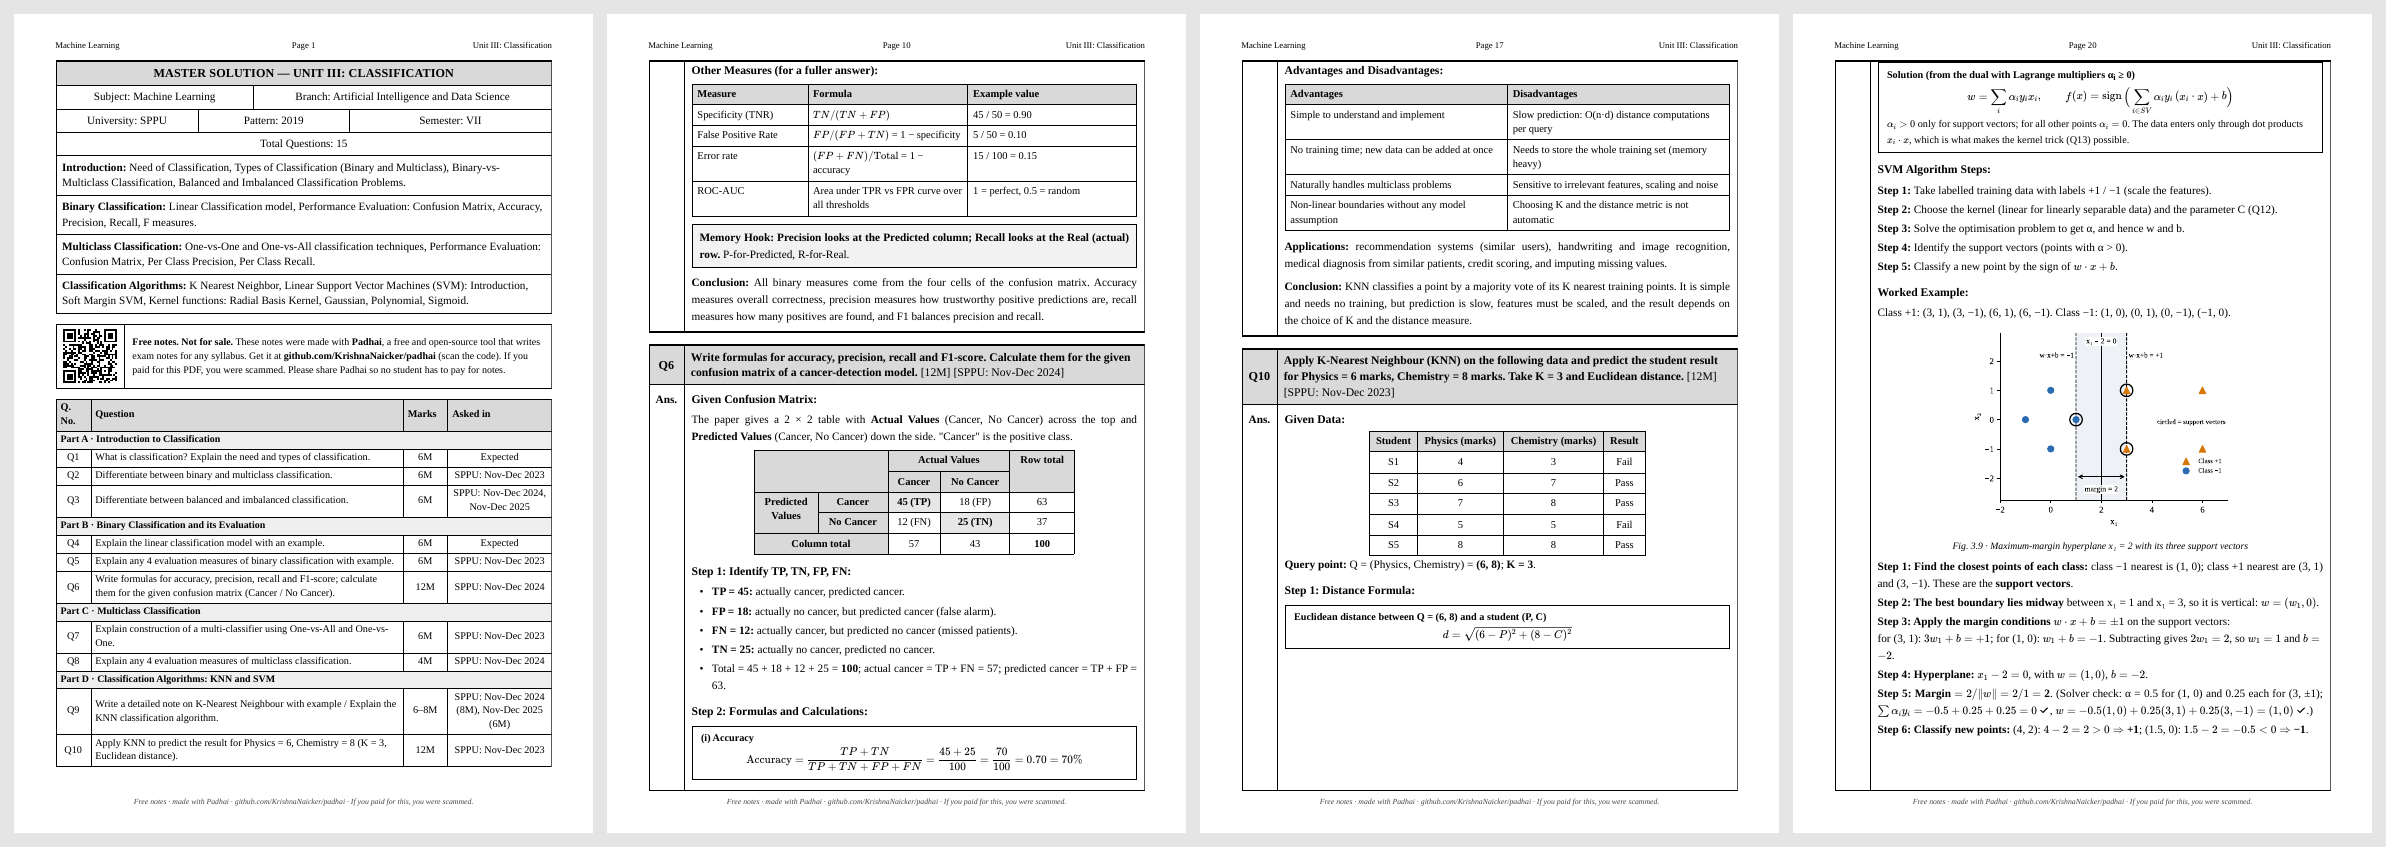 Machine Learning Page 1 Unit III: Classification
MASTER SOLUTION — UNIT III: CLASSIFICATION
Subject: Machine Learning Branch: Artificial Intelligence and Data Science
University: SPPU Pattern: 2019 Semester: VII
Total Questions: 15
Introduction: Need of Classification, Types of Classification (Binary and Multiclass), Binary-vs-
Multiclass Classification, Balanced and Imbalanced Classification Problems.
Binary Classification: Linear Classification model, Performance Evaluation: Confusion Matrix, Accuracy,
Precision, Recall, F measures.
Multiclass Classification: One-vs-One and One-vs-All classification techniques, Performance Evaluation:
Confusion Matrix, Per Class Precision, Per Class Recall.
Classification Algorithms: K Nearest Neighbor, Linear Support Vector Machines (SVM): Introduction,
Soft Margin SVM, Kernel functions: Radial Basis Kernel, Gaussian, Polynomial, Sigmoid.
Free notes. Not for sale. These notes were made with Padhai, a free and open-source tool that writes
exam notes for any syllabus. Get it at github.com/KrishnaNaicker/padhai (scan the code). If you
paid for this PDF, you were scammed. Please share Padhai so no student has to pay for notes.
Q. No. Question Marks Asked in
Part A · Introduction to Classification
Q1 What is classification? Explain the need and types of classification. 6M Expected
Q2 Differentiate between binary and multiclass classification. 6M SPPU: Nov-Dec 2023
Q3 Differentiate between balanced and imbalanced classification. 6M SPPU: Nov-Dec 2024,
Nov-Dec 2025
Part B · Binary Classification and its Evaluation
Q4 Explain the linear classification model with an example. 6M Expected
Q5 Explain any 4 evaluation measures of binary classification with example. 6M SPPU: Nov-Dec 2023
Q6 Write formulas for accuracy, precision, recall and F1-score; calculate
them for the given confusion matrix (Cancer / No Cancer). 12M SPPU: Nov-Dec 2024
Part C · Multiclass Classification
Q7 Explain construction of a multi-classifier using One-vs-All and One-vs-
One. 6M SPPU: Nov-Dec 2023
Q8 Explain any 4 evaluation measures of multiclass classification. 4M SPPU: Nov-Dec 2024
Part D · Classification Algorithms: KNN and SVM
Q9 Write a detailed note on K-Nearest Neighbour with example / Explain the
KNN classification algorithm. 6–8M SPPU: Nov-Dec 2024
(8M), Nov-Dec 2025
(6M)
Q10 Apply KNN to predict the result for Physics = 6, Chemistry = 8 (K = 3,
Euclidean distance). 12M SPPU: Nov-Dec 2023
Free notes · made with Padhai · github.com/KrishnaNaicker/padhai · If you paid for this, you were scammed.
Machine Learning Page 10 Unit III: Classification
Other Measures (for a fuller answer):
Measure Formula Example value
Specificity (TNR) TN/(TN + FP) 45 / 50 = 0.90
False Positive Rate FP/(FP + TN) = 1 − specificity 5 / 50 = 0.10
Error rate (FP + FN)/Total = 1 −
accuracy 15 / 100 = 0.15
ROC-AUC Area under TPR vs FPR curve over
all thresholds 1 = perfect, 0.5 = random
Memory Hook: Precision looks at the Predicted column; Recall looks at the Real (actual)
row. P-for-Predicted, R-for-Real.
Conclusion: All binary measures come from the four cells of the confusion matrix. Accuracy
measures overall correctness, precision measures how trustworthy positive predictions are, recall
measures how many positives are found, and F1 balances precision and recall.
Q6 Write formulas for accuracy, precision, recall and F1-score. Calculate them for the given
confusion matrix of a cancer-detection model. [12M] [SPPU: Nov-Dec 2024]
Ans. Given Confusion Matrix:
The paper gives a 2 × 2 table with Actual Values (Cancer, No Cancer) across the top and
Predicted Values (Cancer, No Cancer) down the side. "Cancer" is the positive class.
Actual Values Row total
Cancer No Cancer
Predicted Values Cancer 45 (TP) 18 (FP) 63
No Cancer 12 (FN) 25 (TN) 37
Column total 57 43 100
Step 1: Identify TP, TN, FP, FN:
• TP = 45: actually cancer, predicted cancer.
• FP = 18: actually no cancer, but predicted cancer (false alarm).
• FN = 12: actually cancer, but predicted no cancer (missed patients).
• TN = 25: actually no cancer, predicted no cancer.
• Total = 45 + 18 + 12 + 25 = 100; actual cancer = TP + FN = 57; predicted cancer = TP + FP =
63.
Step 2: Formulas and Calculations:
(i) Accuracy
Accuracy = (TP + TN)/(TP + TN + FP + FN) = (45 + 25)/100 = 70/100 = 0.70 = 70%
Free notes · made with Padhai · github.com/KrishnaNaicker/padhai · If you paid for this, you were scammed.
Machine Learning Page 17 Unit III: Classification
Advantages and Disadvantages:
Advantages Disadvantages
Simple to understand and implement Slow prediction: O(n·d) distance computations
per query
No training time; new data can be added at once Needs to store the whole training set (memory
heavy)
Naturally handles multiclass problems Sensitive to irrelevant features, scaling and noise
Non-linear boundaries without any model
assumption Choosing K and the distance metric is not
automatic
Applications: recommendation systems (similar users), handwriting and image recognition,
medical diagnosis from similar patients, credit scoring, and imputing missing values.
Conclusion: KNN classifies a point by a majority vote of its K nearest training points. It is simple
and needs no training, but prediction is slow, features must be scaled, and the result depends on
the choice of K and the distance measure.
Q10 Apply K-Nearest Neighbour (KNN) on the following data and predict the student result
for Physics = 6 marks, Chemistry = 8 marks. Take K = 3 and Euclidean distance. [12M]
[SPPU: Nov-Dec 2023]
Ans. Given Data:
Student Physics (marks) Chemistry (marks) Result
S1 4 3 Fail
S2 6 7 Pass
S3 7 8 Pass
S4 5 5 Fail
S5 8 8 Pass
Query point: Q = (Physics, Chemistry) = (6, 8); K = 3.
Step 1: Distance Formula:
Euclidean distance between Q = (6, 8) and a student (P, C)
d = √((6 − P)² + (8 − C)²)
Free notes · made with Padhai · github.com/KrishnaNaicker/padhai · If you paid for this, you were scammed.
Machine Learning Page 20 Unit III: Classification
Solution (from the dual with Lagrange multipliers αᵢ ≥ 0)
w = ∑ᵢ αᵢyᵢxᵢ, f(x) = sign (∑ i∈SV αᵢyᵢ (xᵢ · x) + b)
αᵢ > 0 only for support vectors; for all other points αᵢ = 0. The data enters only through dot products
xᵢ · x, which is what makes the kernel trick (Q13) possible.
SVM Algorithm Steps:
Step 1: Take labelled training data with labels +1 / −1 (scale the features).
Step 2: Choose the kernel (linear for linearly separable data) and the parameter C (Q12).
Step 3: Solve the optimisation problem to get α, and hence w and b.
Step 4: Identify the support vectors (points with α > 0).
Step 5: Classify a new point by the sign of w · x + b.
Worked Example:
Class +1: (3, 1), (3, −1), (6, 1), (6, −1). Class −1: (1, 0), (0, 1), (0, −1), (−1, 0).
x₁ − 2 = 0
w·x+b = −1 w·x+b = +1
circled = support vectors
Class +1
Class −1
margin = 2
2
1
0
−1
−2
x₂
−2 0 2 4 6
x₁
Fig. 3.9 · Maximum-margin hyperplane x₁ = 2 with its three support vectors
Step 1: Find the closest points of each class: class −1 nearest is (1, 0); class +1 nearest are (3, 1)
and (3, −1). These are the support vectors.
Step 2: The best boundary lies midway between x₁ = 1 and x₁ = 3, so it is vertical: w = (w₁, 0).
Step 3: Apply the margin conditions w · x + b = ±1 on the support vectors:
for (3, 1): 3w₁ + b = +1; for (1, 0): w₁ + b = −1. Subtracting gives 2w₁ = 2, so w₁ = 1 and b =
−2.
Step 4: Hyperplane: x₁ − 2 = 0, with w = (1, 0), b = −2.
Step 5: Margin = 2/‖w‖ = 2/1 = 2. (Solver check: α = 0.5 for (1, 0) and 0.25 each for (3, ±1);
∑ αᵢyᵢ = −0.5 + 0.25 + 0.25 = 0 ✓, w = −0.5(1, 0) + 0.25(3, 1) + 0.25(3, −1) = (1, 0) ✓.)
Step 6: Classify new points: (4, 2): 4 − 2 = 2 > 0 ⇒ +1; (1.5, 0): 1.5 − 2 = −0.5 < 0 ⇒ −1.
Free notes · made with Padhai · github.com/KrishnaNaicker/padhai · If you paid for this, you were scammed.